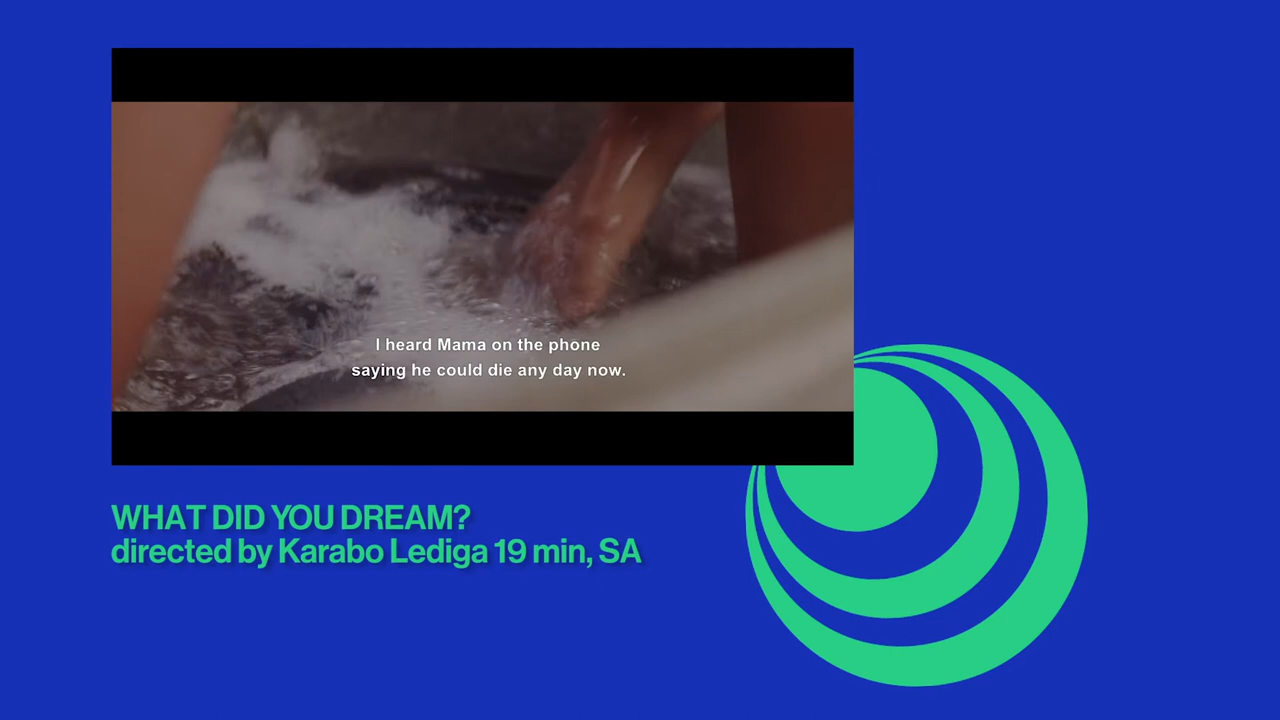 I heard Mama on the phone
saying he could die any day now.
WHAT DID YOU DREAM?
directed by Karabo Lediga 19 min, SA